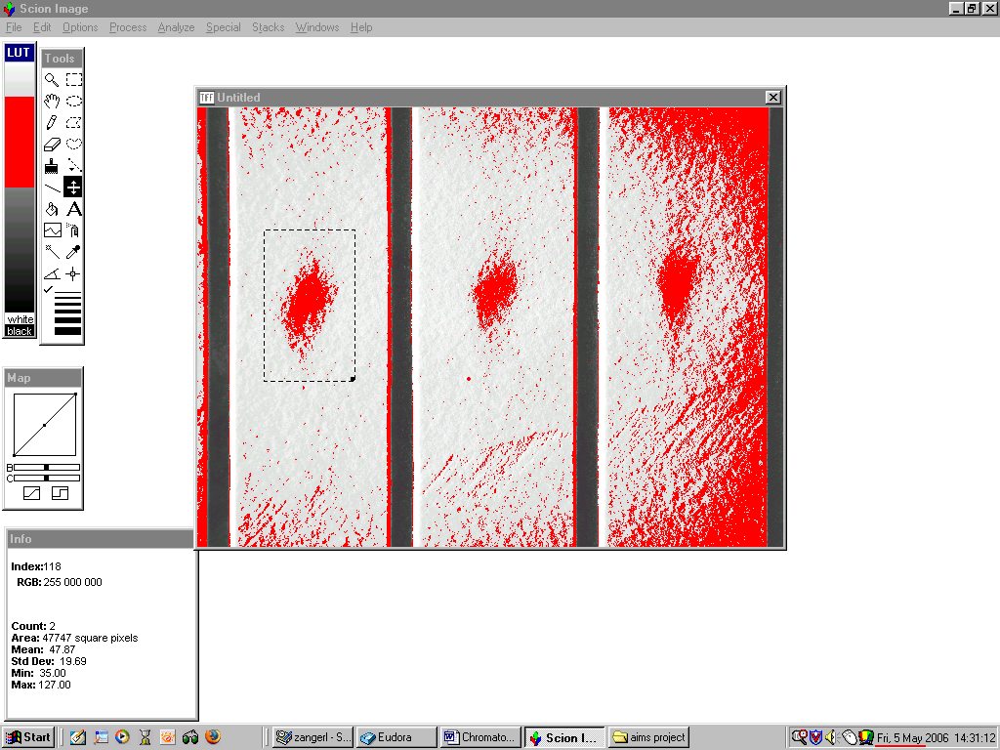 Scion Image
File Edit Options Process Analyze Special Stacks Windows Help
LUT
Tools
A
white
black
Map
B
C
TIFF Untitled
Info
Index:118
RGB: 255 000 000
Count: 2
Area: 47747 square pixels
Mean: 47.87
Std Dev: 19.69
Min: 35.00
Max: 127.00
Start zangerl - S... Eudora Chromato... Scion I... aims project Fri, 5 May 2006 14:31:12